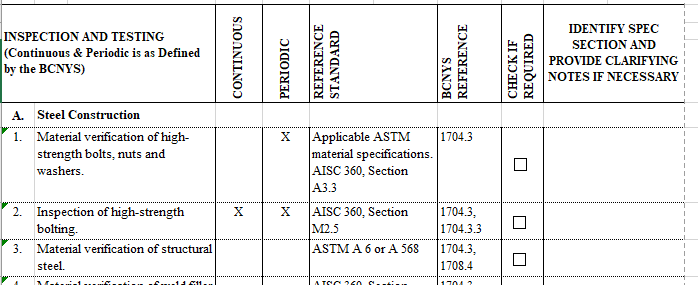 INSPECTION AND TESTING
(Continuous & Periodic is as Defined
by the BCNYS)
CONTINUOUS
PERIODIC
REFERENCE
STANDARD
BCNYS
REFERENCE
CHECK IF
REQUIRED
IDENTIFY SPEC
SECTION AND
PROVIDE CLARIFYING
NOTES IF NECESSARY
A. Steel Construction
1. Material verification of high- X Applicable ASTM 1704.3
strength bolts, nuts and material specifications.
washers. AISC 360, Section
A3.3
2. Inspection of high-strength X X AISC 360, Section 1704.3,
bolting. M2.5 1704.3.3
3. Material verification of structural ASTM A 6 or A 568 1704.3,
steel. 1708.4
4. Material verification of weld filler AISC 360, Section 1704.3